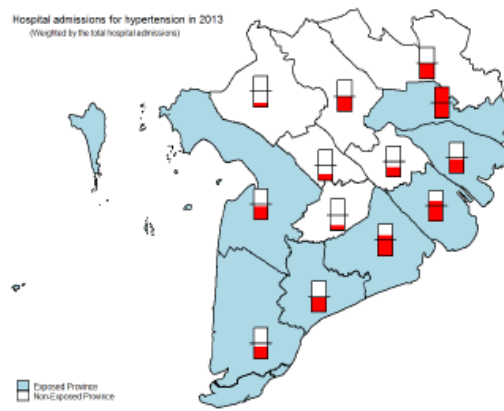 Hospital admissions for hypertension in 2013
(Weighted by the total hospital admissions)
Exposed Province
Non-Exposed Province